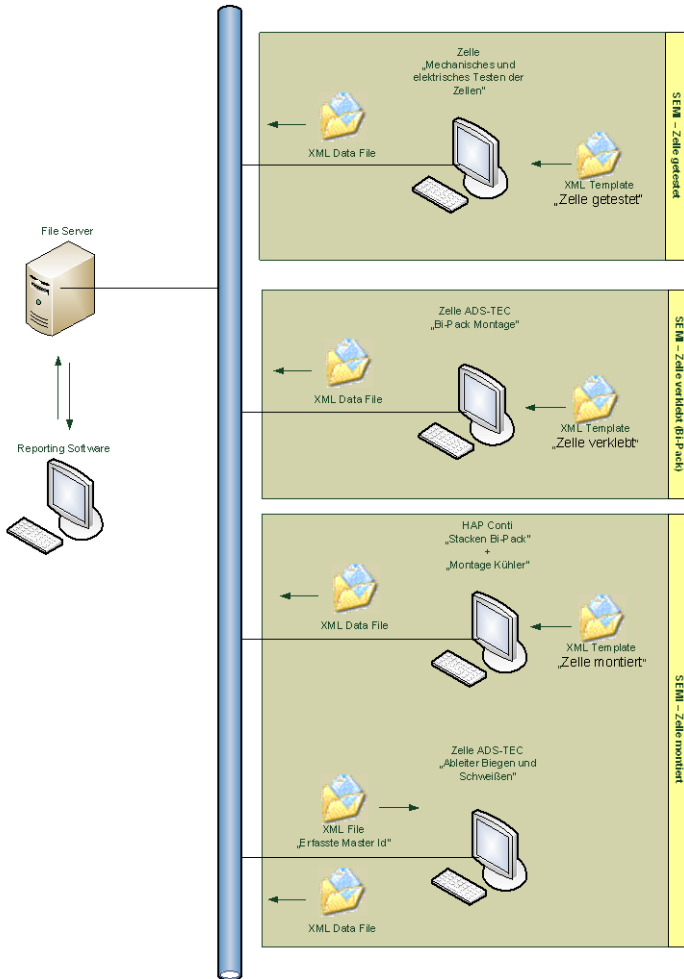 Zelle
„Mechanisches und
elektrisches Testen der
Zellen“
XML Data File
XML Template
„Zelle getestet“
SEMI – Zelle getestet
File Server
Reporting Software
Zelle ADS-TEC
„Bi-Pack Montage“
XML Data File
XML Template
„Zelle verklebt“
SEMI – Zelle verklebt (Bi-Pack)
HAP Conti
„Stacken Bi-Pack“
+
„Montage Kühler“
XML Data File
XML Template
„Zelle montiert“
SEMI – Zelle montiert
Zelle ADS-TEC
„Ableiter Biegen und
Schweißen“
XML File
„Erfasste Master Id“
XML Data File